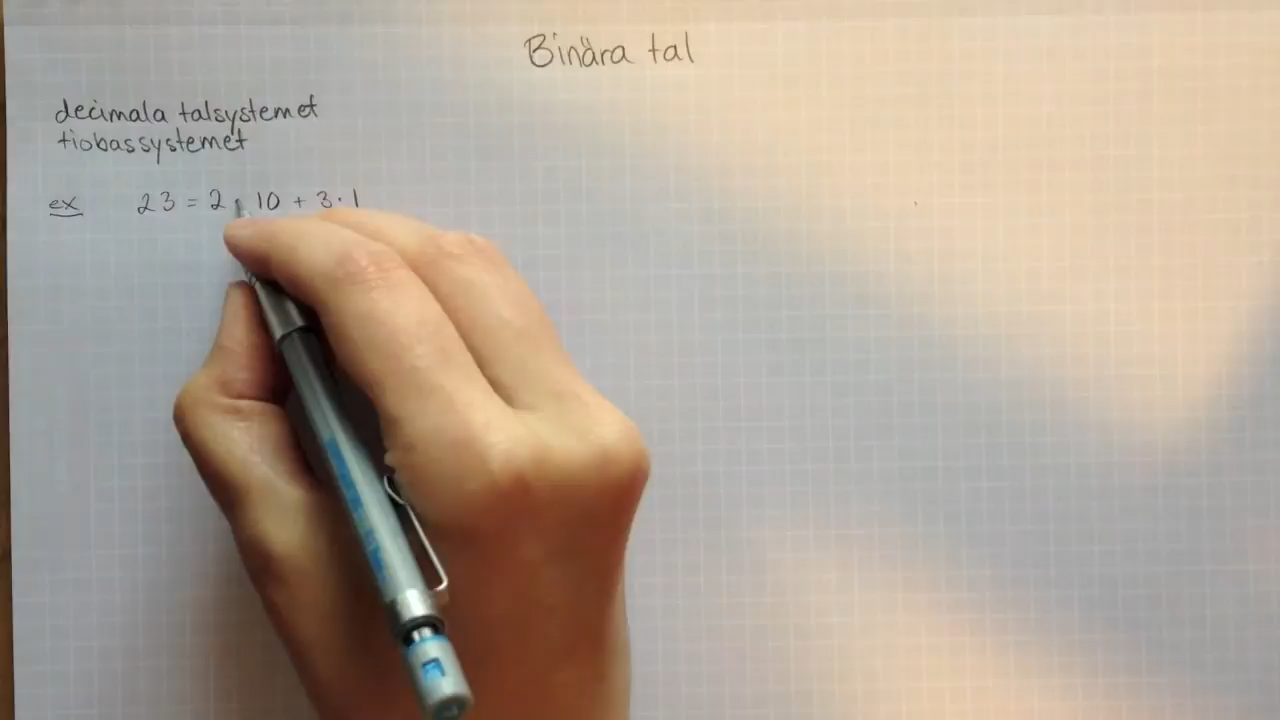 Binära tal
decimala talsystemet
tiobassystemet
ex 23 = 2 · 10 + 3 · 1